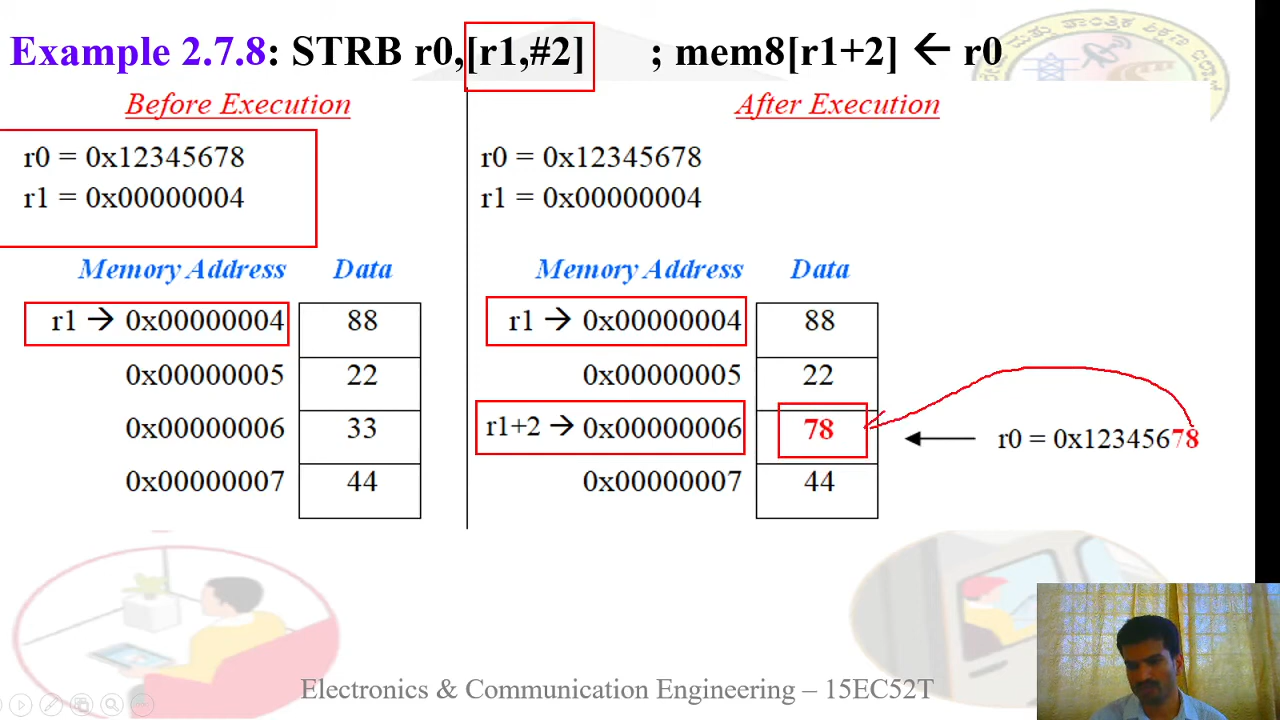 Example 2.7.8: STRB r0,[r1,#2] ; mem8[r1+2] ← r0
Before Execution
r0 = 0x12345678
r1 = 0x00000004
Memory Address Data
r1 → 0x00000004 88
0x00000005 22
0x00000006 33
0x00000007 44
After Execution
r0 = 0x12345678
r1 = 0x00000004
Memory Address Data
r1 → 0x00000004 88
0x00000005 22
r1+2 → 0x00000006 78
r0 = 0x12345678
0x00000007 44
Electronics & Communication Engineering – 15EC52T